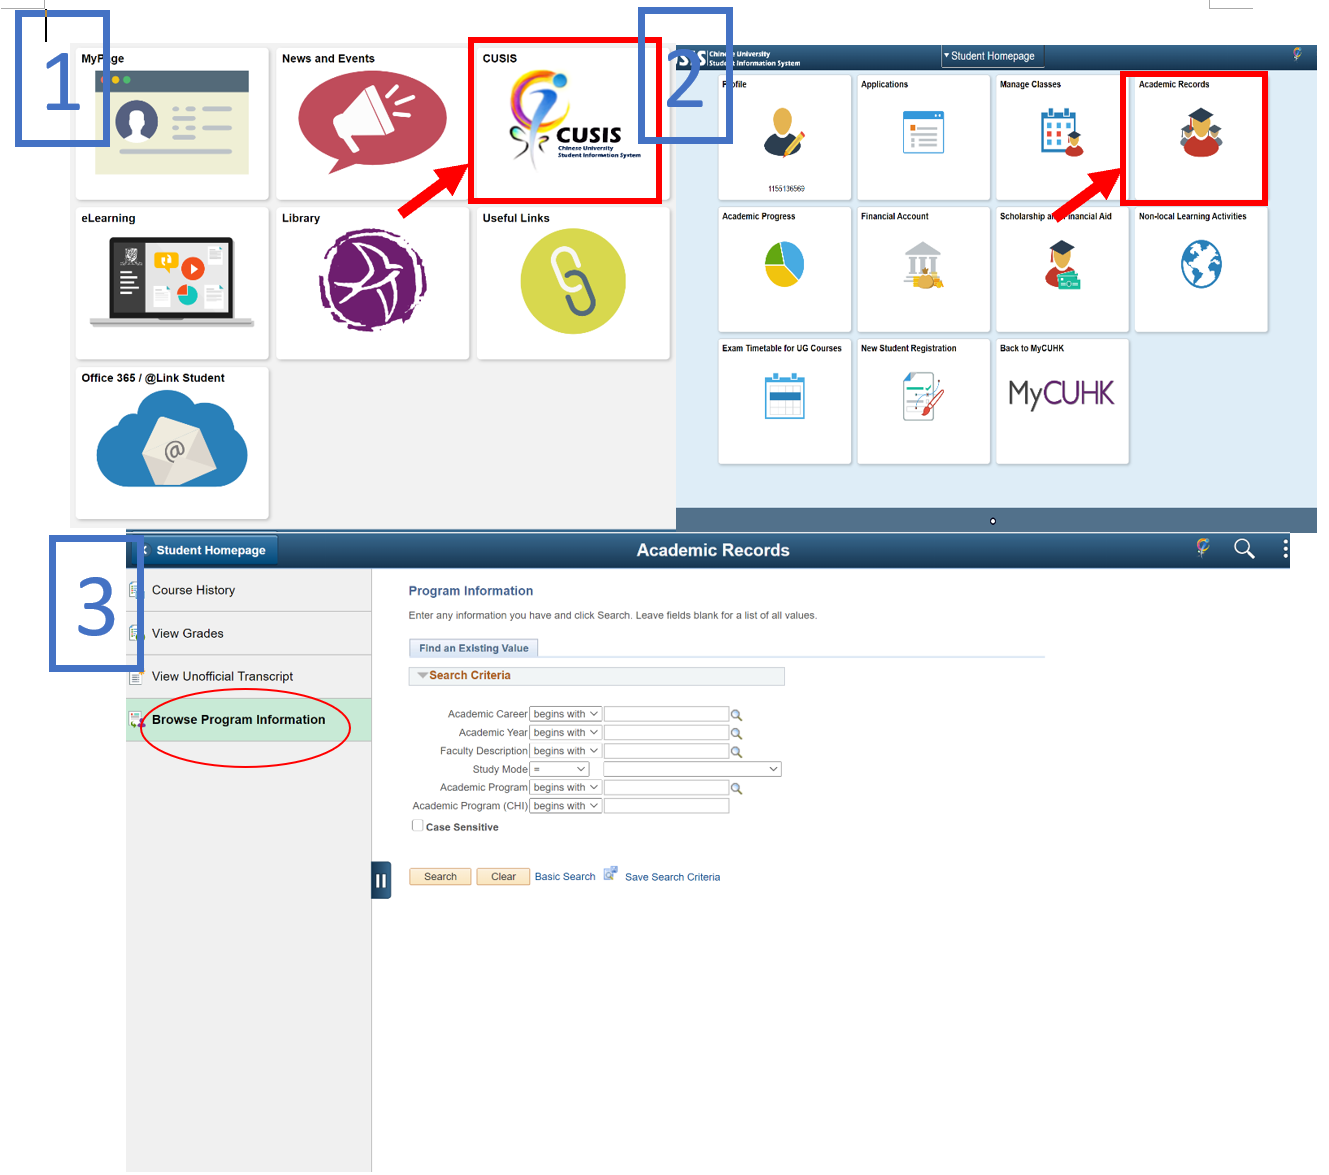 1
MyPage
News and Events
CUSIS
CUSIS
Chinese University
Student Information System
eLearning
Library
Useful Links
Office 365 / @Link Student
@
2
Chinese University
Student Information System
Student Homepage
Profile
Applications
Manage Classes
Academic Records
1155136569
Academic Progress
Financial Account
Scholarship and Financial Aid
Non-local Learning Activities
Exam Timetable for UG Courses
New Student Registration
Back to MyCUHK
MyCUHK
3
Student Homepage
Academic Records
Course History
View Grades
View Unofficial Transcript
Browse Program Information
Program Information
Enter any information you have and click Search. Leave fields blank for a list of all values.
Find an Existing Value
Search Criteria
Academic Career begins with
Academic Year begins with
Faculty Description begins with
Study Mode =
Academic Program begins with
Academic Program (CHI) begins with
Case Sensitive
Search Clear Basic Search Save Search Criteria